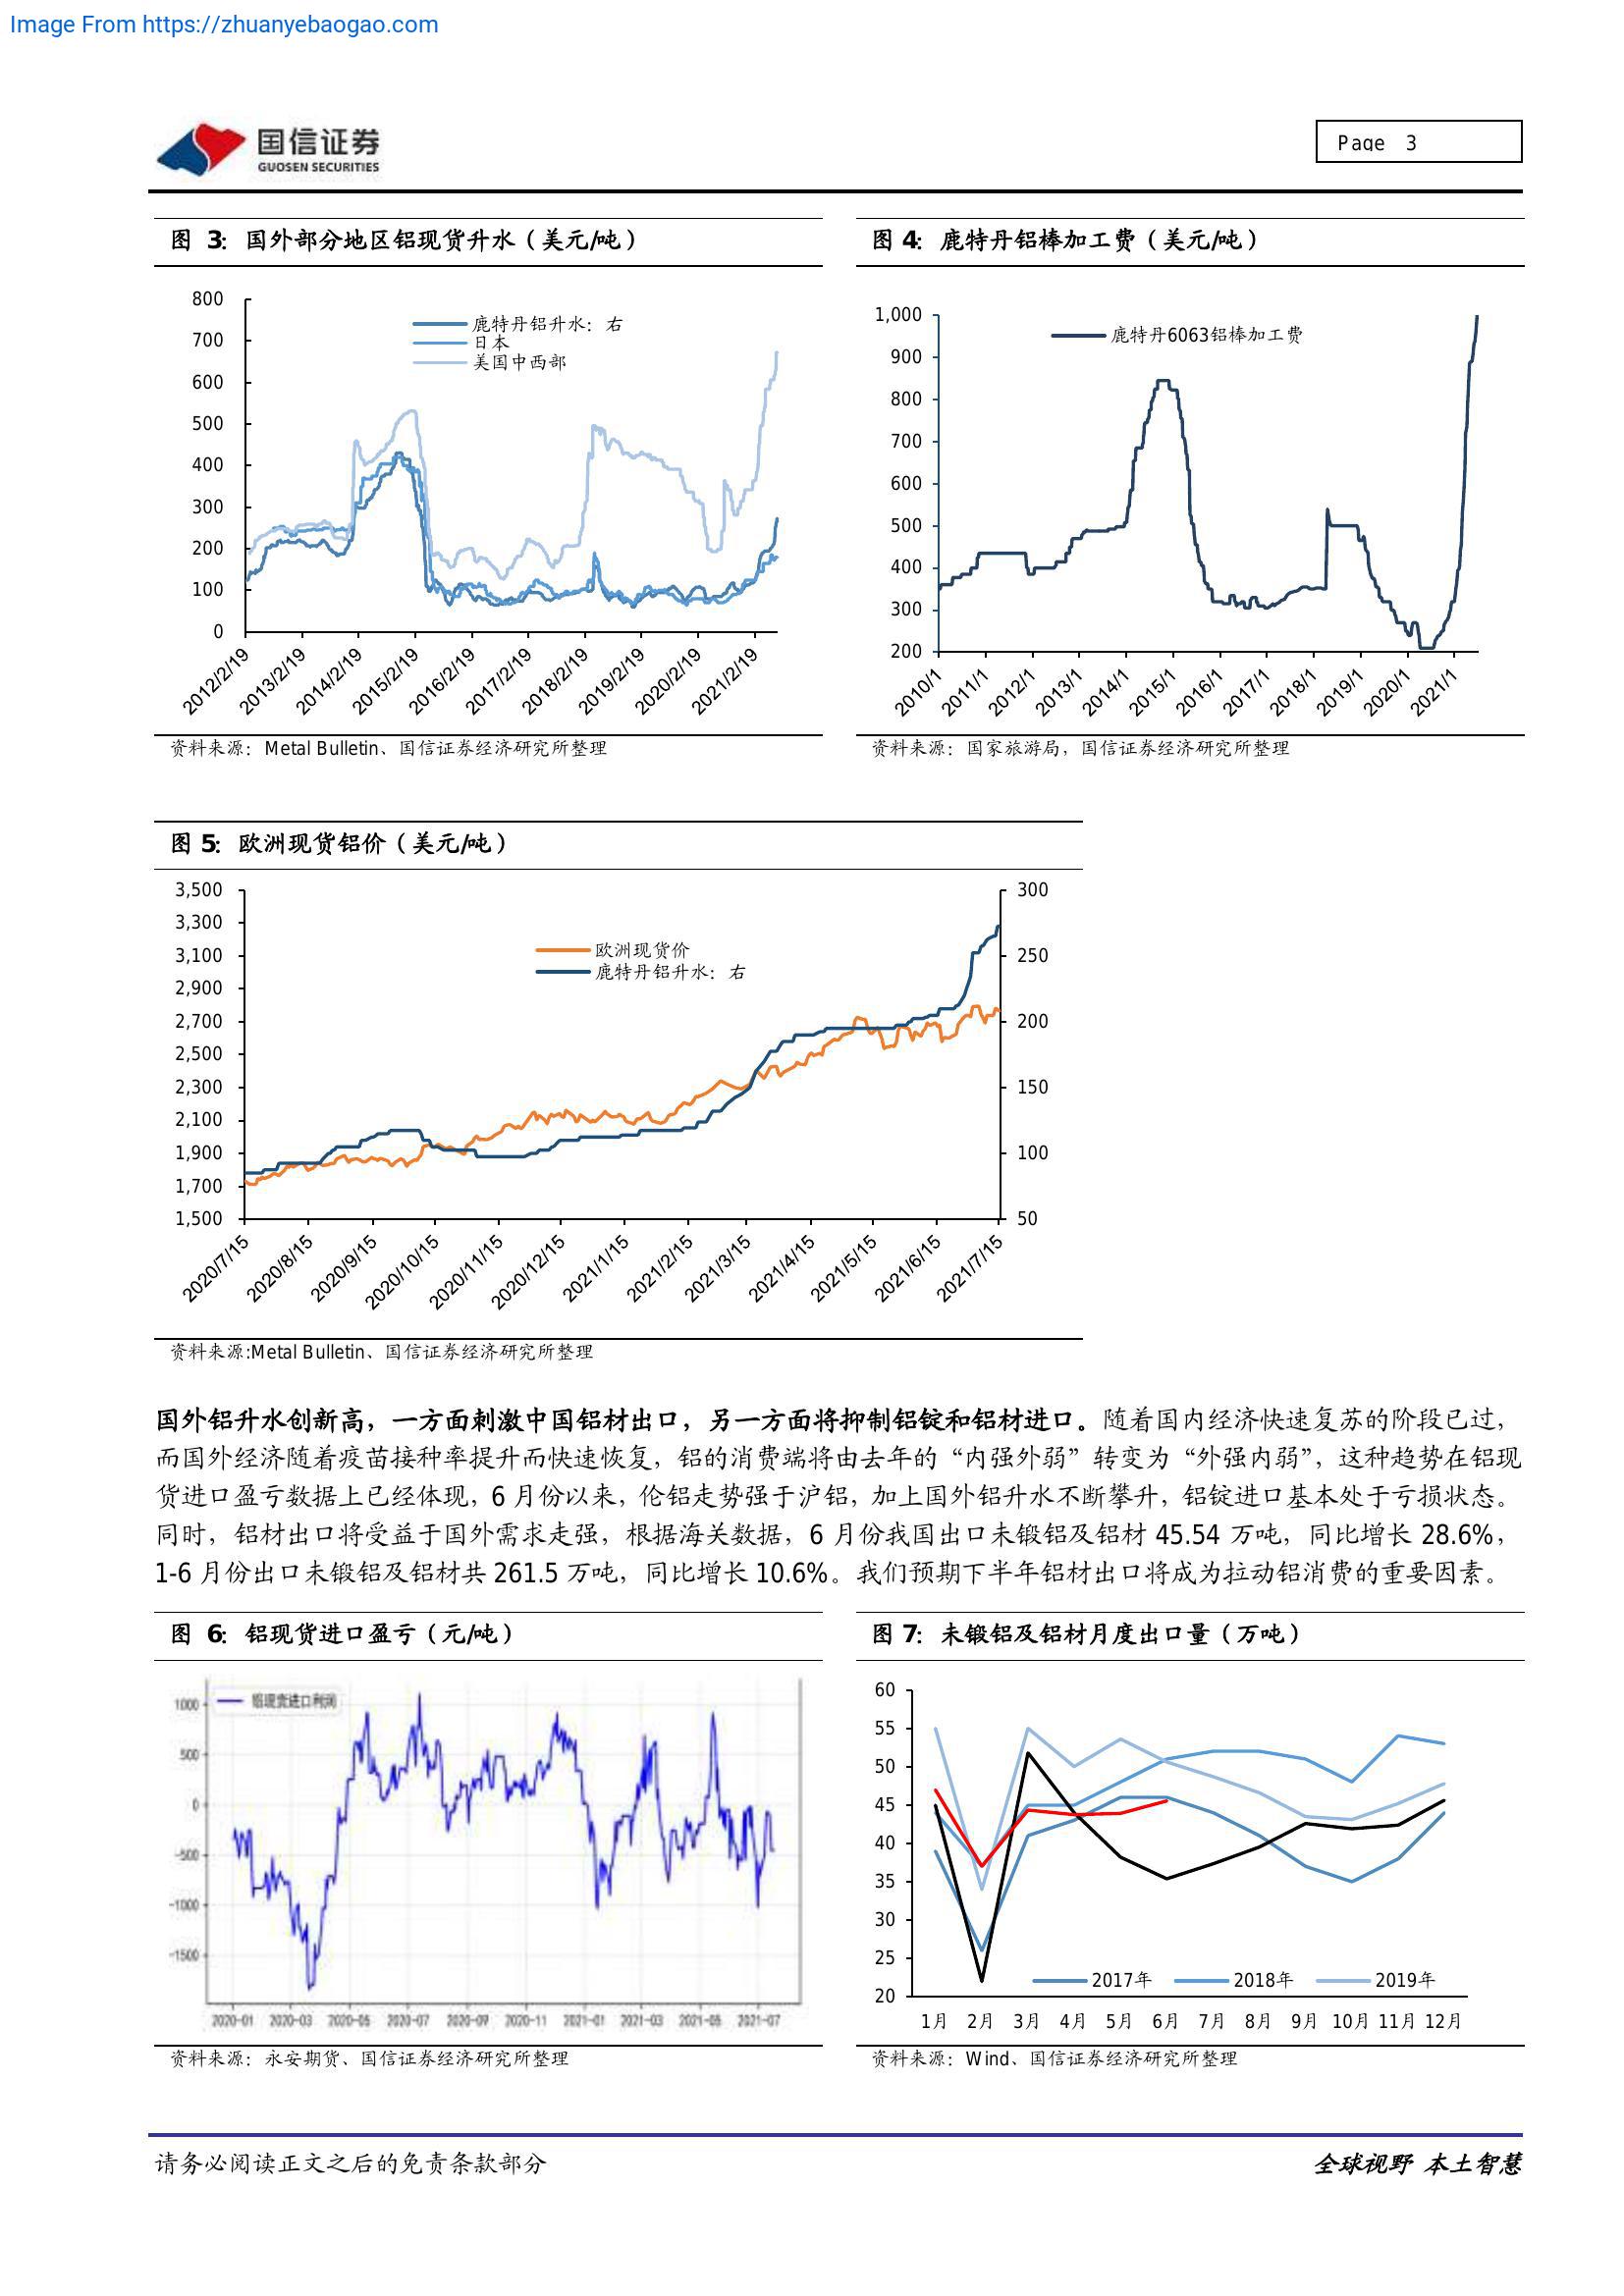 Image From https://zhuanyebaogao.com
国信证券
GUOSEN SECURITIES
Page 3
图 3：国外部分地区铝现货升水（美元/吨）
800
700
600
500
400
300
200
100
0
鹿特丹铝升水：右
日本
美国中西部
2012/2/19
2013/2/19
2014/2/19
2015/2/19
2016/2/19
2017/2/19
2018/2/19
2019/2/19
2020/2/19
2021/2/19
资料来源：Metal Bulletin、国信证券经济研究所整理
图 4：鹿特丹铝棒加工费（美元/吨）
1,000
900
800
700
600
500
400
300
200
鹿特丹6063铝棒加工费
2010/1
2011/1
2012/1
2013/1
2014/1
2015/1
2016/1
2017/1
2018/1
2019/1
2020/1
2021/1
资料来源：国家旅游局，国信证券经济研究所整理
图 5：欧洲现货铝价（美元/吨）
3,500
3,300
3,100
2,900
2,700
2,500
2,300
2,100
1,900
1,700
1,500
欧洲现货价
鹿特丹铝升水：右
300
250
200
150
100
50
2020/7/15
2020/8/15
2020/9/15
2020/10/15
2020/11/15
2020/12/15
2021/1/15
2021/2/15
2021/3/15
2021/4/15
2021/5/15
2021/6/15
2021/7/15
资料来源:Metal Bulletin、国信证券经济研究所整理
国外铝升水创新高，一方面刺激中国铝材出口，另一方面将抑制铝锭和铝材进口。随着国内经济快速复苏的阶段已过，
而国外经济随着疫苗接种率提升而快速恢复，铝的消费端将由去年的“内强外弱”转变为“外强内弱”，这种趋势在铝现
货进口盈亏数据上已经体现，6 月份以来，伦铝走势强于沪铝，加上国外铝升水不断攀升，铝锭进口基本处于亏损状态。
同时，铝材出口将受益于国外需求走强，根据海关数据，6 月份我国出口未锻铝及铝材 45.54 万吨，同比增长 28.6%，
1-6 月份出口未锻铝及铝材共 261.5 万吨，同比增长 10.6%。我们预期下半年铝材出口将成为拉动铝消费的重要因素。
图 6：铝现货进口盈亏（元/吨）
1000
500
0
-500
-1000
-1500
铝现货进口利润
2020-01
2020-03
2020-05
2020-07
2020-09
2020-11
2021-01
2021-03
2021-05
2021-07
资料来源：永安期货、国信证券经济研究所整理
图 7：未锻铝及铝材月度出口量（万吨）
60
55
50
45
40
35
30
25
20
2017年
2018年
2019年
1月 2月 3月 4月 5月 6月 7月 8月 9月 10月 11月 12月
资料来源：Wind、国信证券经济研究所整理
请务必阅读正文之后的免责条款部分
全球视野 本土智慧